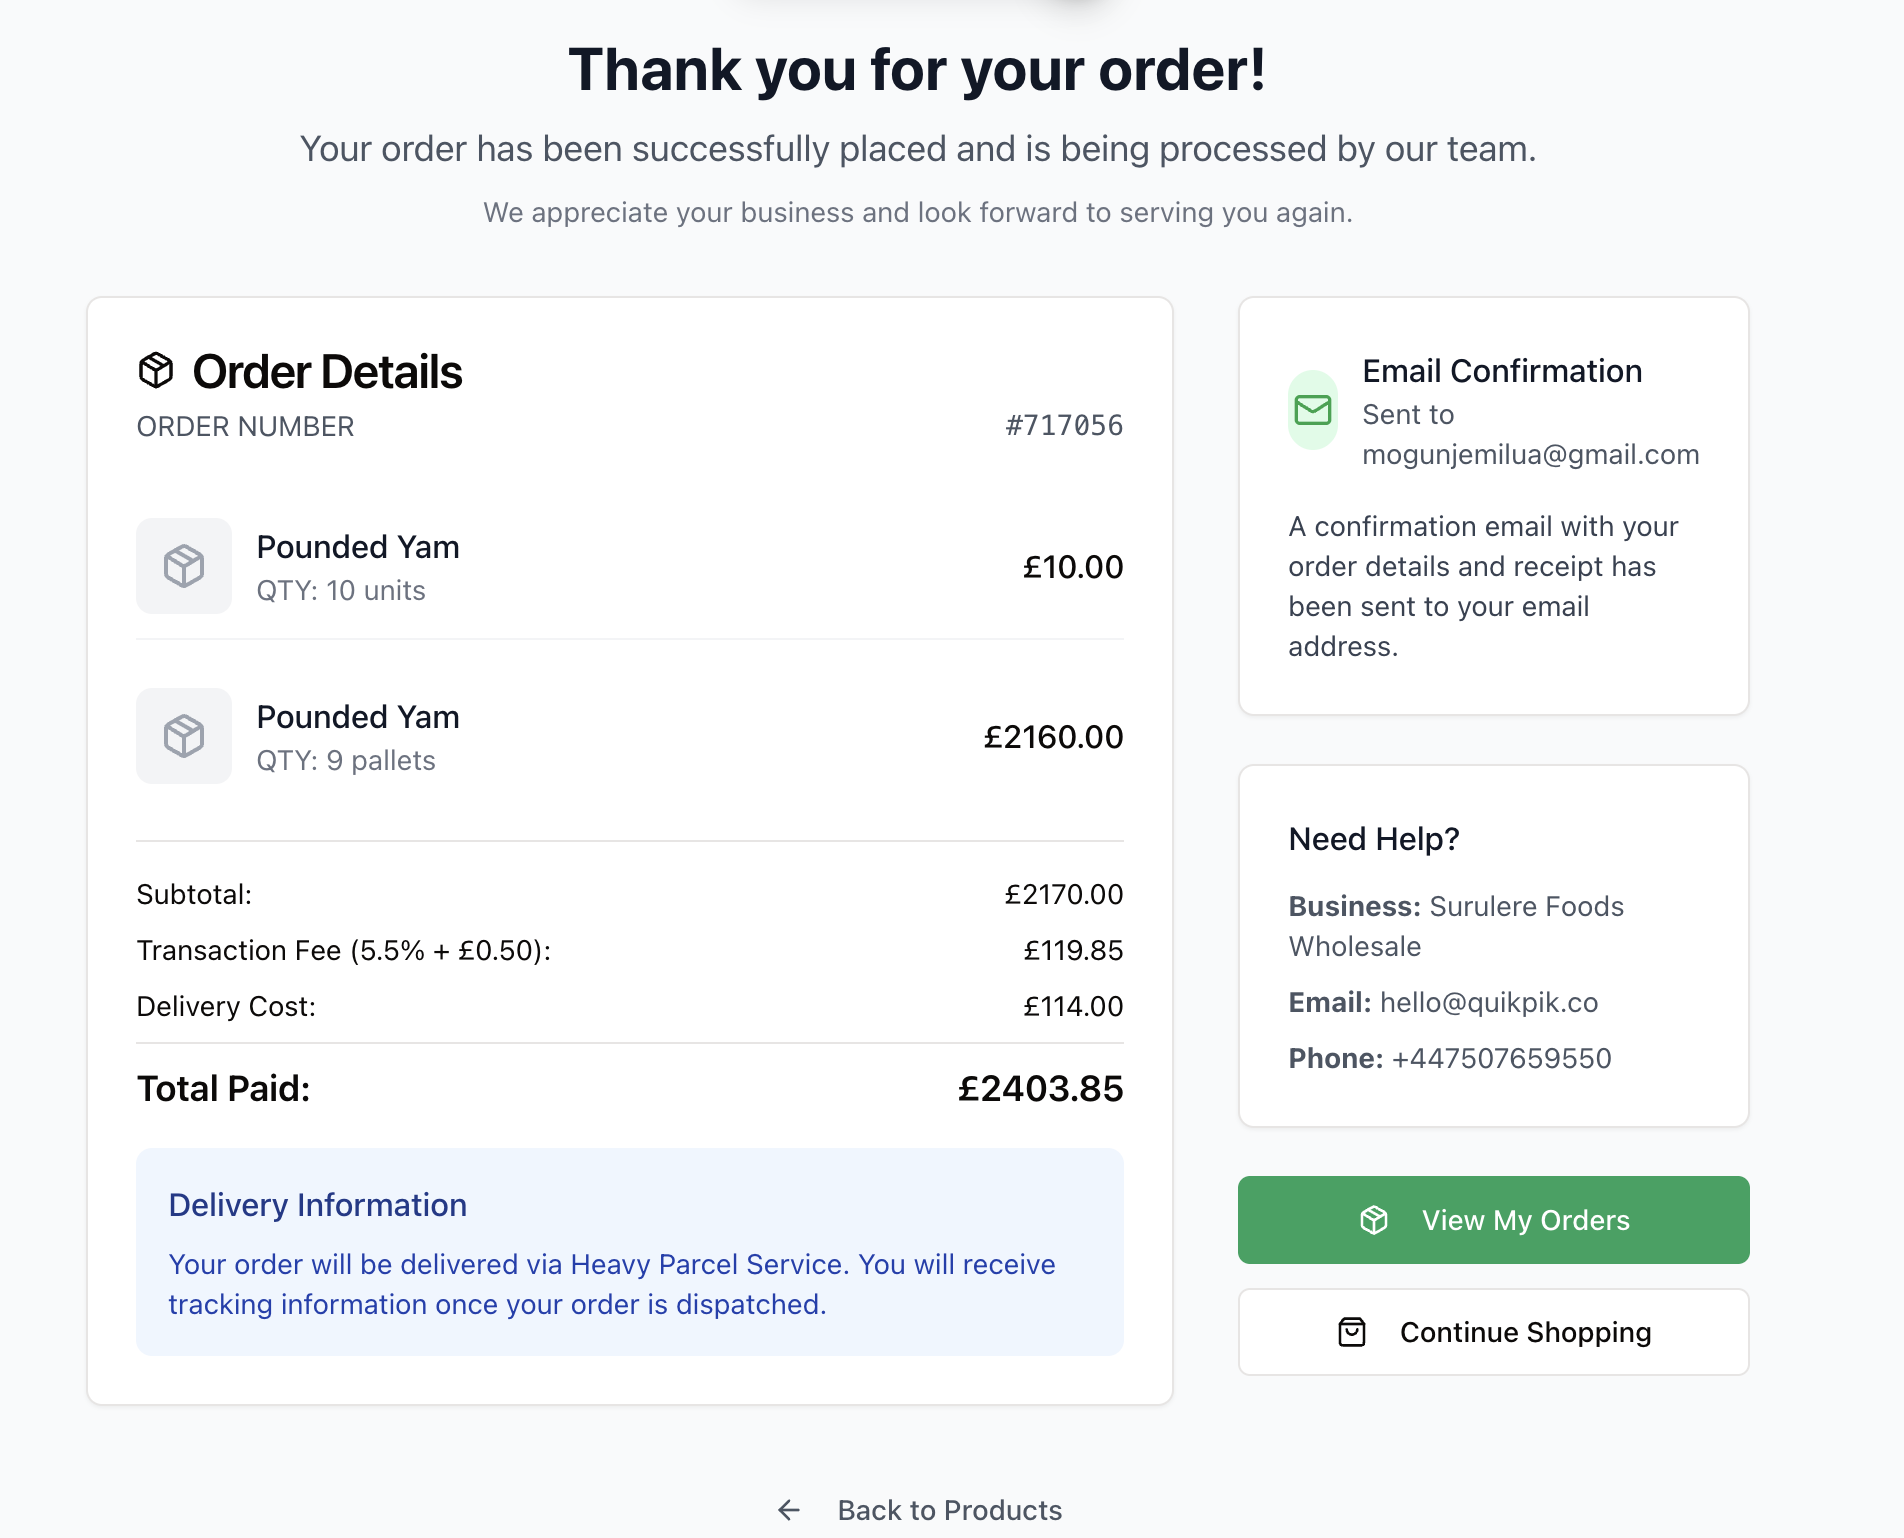 Thank you for your order!
Your order has been successfully placed and is being processed by our team.
We appreciate your business and look forward to serving you again.
Order Details
ORDER NUMBER #717056
Pounded Yam
QTY: 10 units
£10.00
Pounded Yam
QTY: 9 pallets
£2160.00
Subtotal: £2170.00
Transaction Fee (5.5% + £0.50): £119.85
Delivery Cost: £114.00
Total Paid: £2403.85
Delivery Information
Your order will be delivered via Heavy Parcel Service. You will receive
tracking information once your order is dispatched.
Email Confirmation
Sent to
mogunjemilua@gmail.com
A confirmation email with your
order details and receipt has
been sent to your email
address.
Need Help?
Business: Surulere Foods
Wholesale
Email: hello@quikpik.co
Phone: +447507659550
View My Orders
Continue Shopping
Back to Products